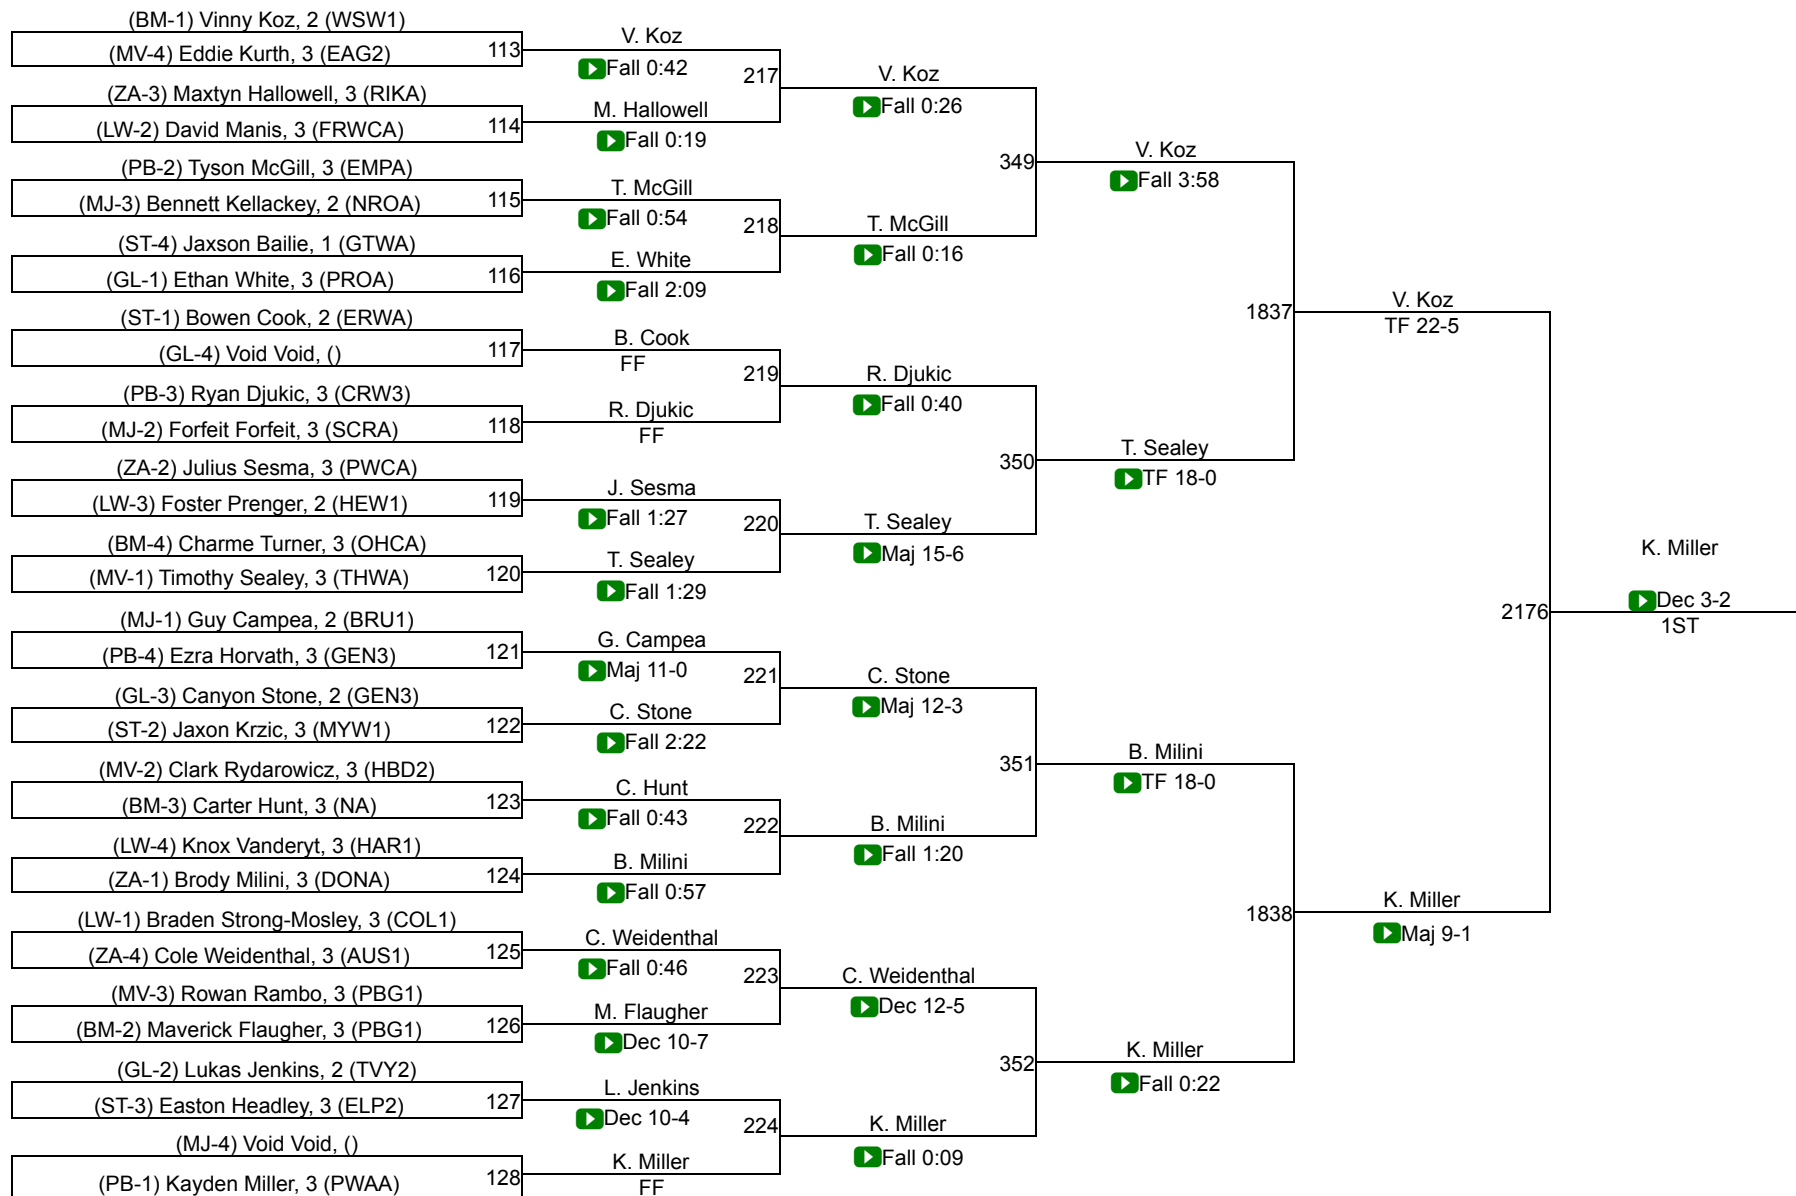 (BM-1) Vinny Koz, 2 (WSW1)
(MV-4) Eddie Kurth, 3 (EAG2)
113
(ZA-3) Maxtyn Hallowell, 3 (RIKA)
(LW-2) David Manis, 3 (FRWCA)
114
(PB-2) Tyson McGill, 3 (EMPA)
(MJ-3) Bennett Kellackey, 2 (NROA)
115
(ST-4) Jaxson Bailie, 1 (GTWA)
(GL-1) Ethan White, 3 (PROA)
116
(ST-1) Bowen Cook, 2 (ERWA)
(GL-4) Void Void, ()
117
(PB-3) Ryan Djukic, 3 (CRW3)
(MJ-2) Forfeit Forfeit, 3 (SCRA)
118
(ZA-2) Julius Sesma, 3 (PWCA)
(LW-3) Foster Prenger, 2 (HEW1)
119
(BM-4) Charme Turner, 3 (OHCA)
(MV-1) Timothy Sealey, 3 (THWA)
120
(MJ-1) Guy Campea, 2 (BRU1)
(PB-4) Ezra Horvath, 3 (GEN3)
121
(GL-3) Canyon Stone, 2 (GEN3)
(ST-2) Jaxon Krzic, 3 (MYW1)
122
(MV-2) Clark Rydarowicz, 3 (HBD2)
(BM-3) Carter Hunt, 3 (NA)
123
(LW-4) Knox Vanderyt, 3 (HAR1)
(ZA-1) Brody Milini, 3 (DONA)
124
(LW-1) Braden Strong-Mosley, 3 (COL1)
(ZA-4) Cole Weidenthal, 3 (AUS1)
125
(MV-3) Rowan Rambo, 3 (PBG1)
(BM-2) Maverick Flaugher, 3 (PBG1)
126
(GL-2) Lukas Jenkins, 2 (TVY2)
(ST-3) Easton Headley, 3 (ELP2)
127
(MJ-4) Void Void, ()
(PB-1) Kayden Miller, 3 (PWAA)
128
V. Koz
Fall 0:42
217
M. Hallowell
Fall 0:19
T. McGill
Fall 0:54
218
E. White
Fall 2:09
B. Cook
FF
219
R. Djukic
FF
J. Sesma
Fall 1:27
220
T. Sealey
Fall 1:29
G. Campea
Maj 11-0
221
C. Stone
Fall 2:22
C. Hunt
Fall 0:43
222
B. Milini
Fall 0:57
C. Weidenthal
Fall 0:46
223
M. Flaugher
Dec 10-7
L. Jenkins
Dec 10-4
224
K. Miller
FF
V. Koz
Fall 0:26
349
T. McGill
Fall 0:16
R. Djukic
Fall 0:40
350
T. Sealey
Maj 15-6
C. Stone
Maj 12-3
351
B. Milini
Fall 1:20
C. Weidenthal
Dec 12-5
352
K. Miller
Fall 0:09
V. Koz
Fall 3:58
1837
T. Sealey
TF 18-0
B. Milini
TF 18-0
1838
K. Miller
Fall 0:22
V. Koz
TF 22-5
2176
K. Miller
Maj 9-1
K. Miller
Dec 3-2
1ST